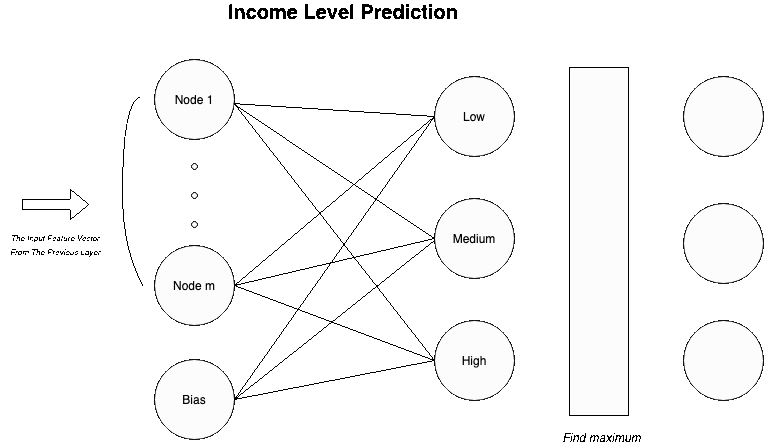 Income Level Prediction
Node 1
Low
The Input Feature Vector
From The Previous Layer
Medium
Node m
High
Bias
Find maximum